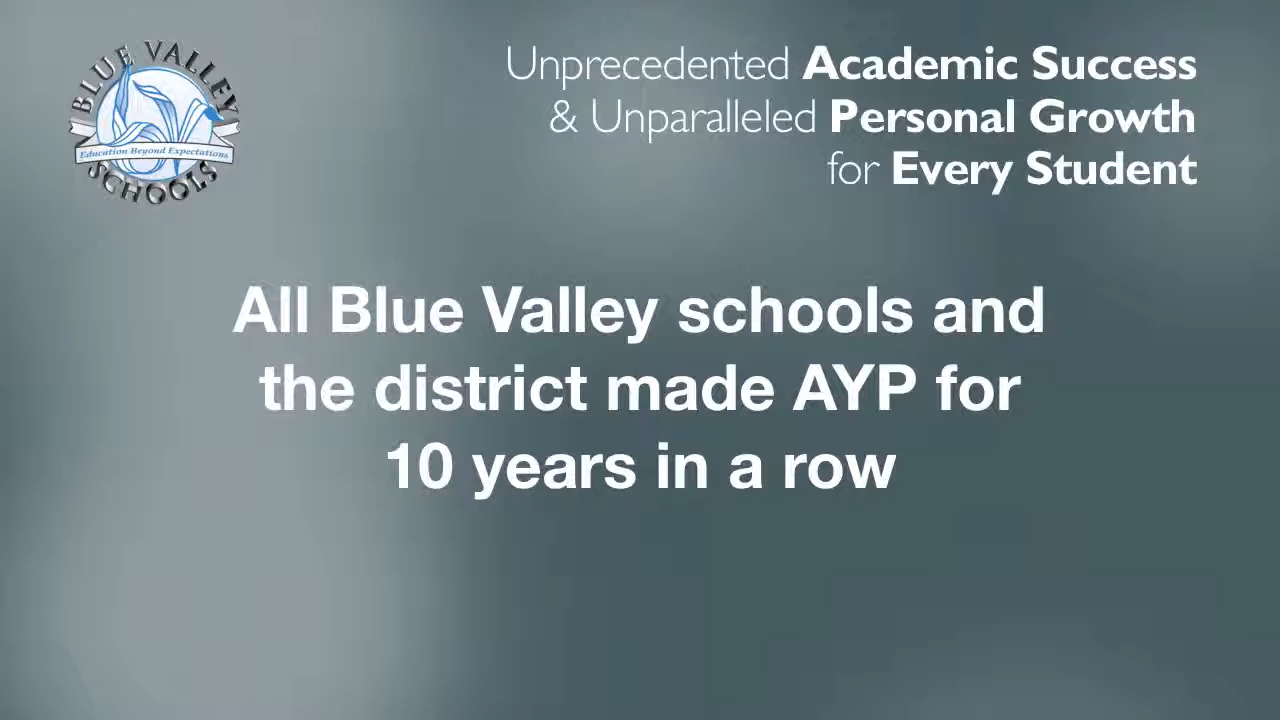 BLUE VALLEY
Education Beyond Expectations
SCHOOLS
Unprecedented Academic Success
& Unparalleled Personal Growth
for Every Student
All Blue Valley schools and
the district made AYP for
10 years in a row